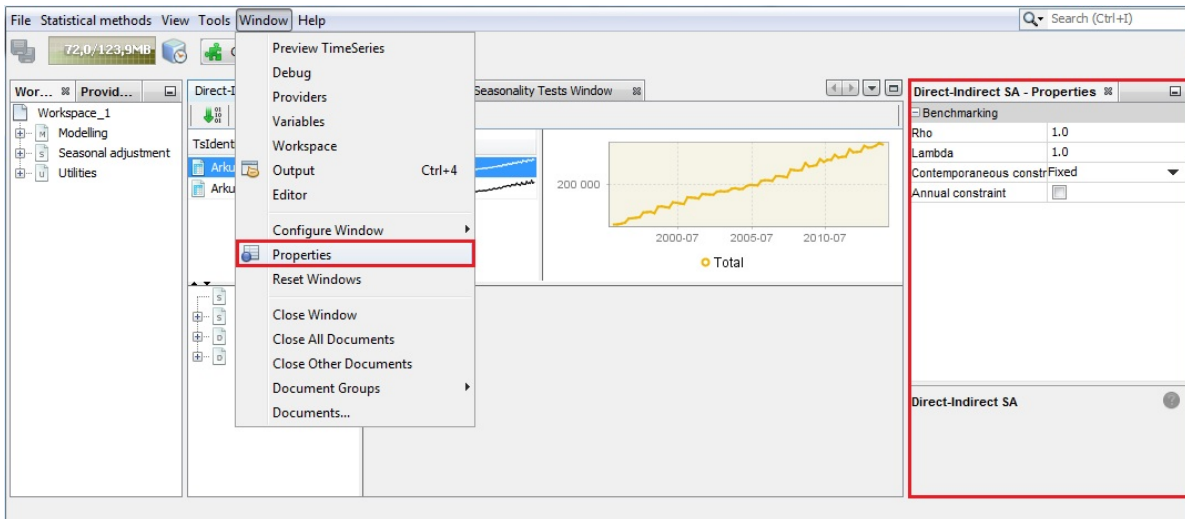 File Statistical methods View Tools Window Help
Search (Ctrl+I)
72,0/123,9MB
Wor... Provid...
Workspace_1
Modelling
Seasonal adjustment
Utilities
Direct-I
Seasonality Tests Window
TsIdent
Arku
Arku
Preview TimeSeries
Debug
Providers
Variables
Workspace
Output Ctrl+4
Editor
Configure Window
Properties
Reset Windows
Close Window
Close All Documents
Close Other Documents
Document Groups
Documents...
200 000
2000-07 2005-07 2010-07
Total
Direct-Indirect SA - Properties
Benchmarking
Rho 1.0
Lambda 1.0
Contemporaneous constr Fixed
Annual constraint
Direct-Indirect SA